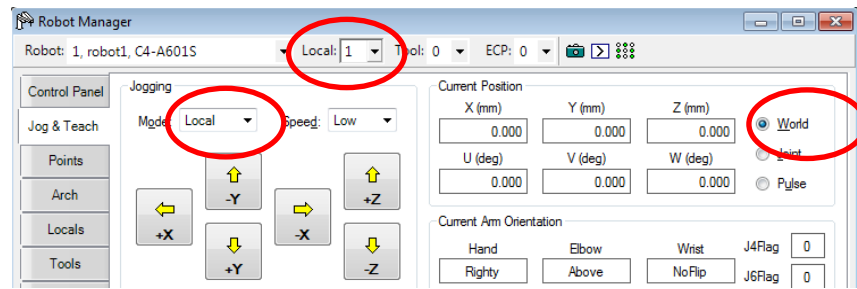 Robot Manager
Robot: 1, robot1, C4-A601S Local: 1 Tool: 0 ECP: 0
Control Panel
Jog & Teach
Points
Arch
Locals
Tools
Jogging
Mode: Local Speed: Low
-Y +Z
+X -X
+Y -Z
Current Position
X (mm) Y (mm) Z (mm)
0.000 0.000 0.000
U (deg) V (deg) W (deg)
0.000 0.000 0.000
World
Joint
Pulse
Current Arm Orientation
Hand Elbow Wrist
Righty Above NoFlip
J4Flag 0
J6Flag 0